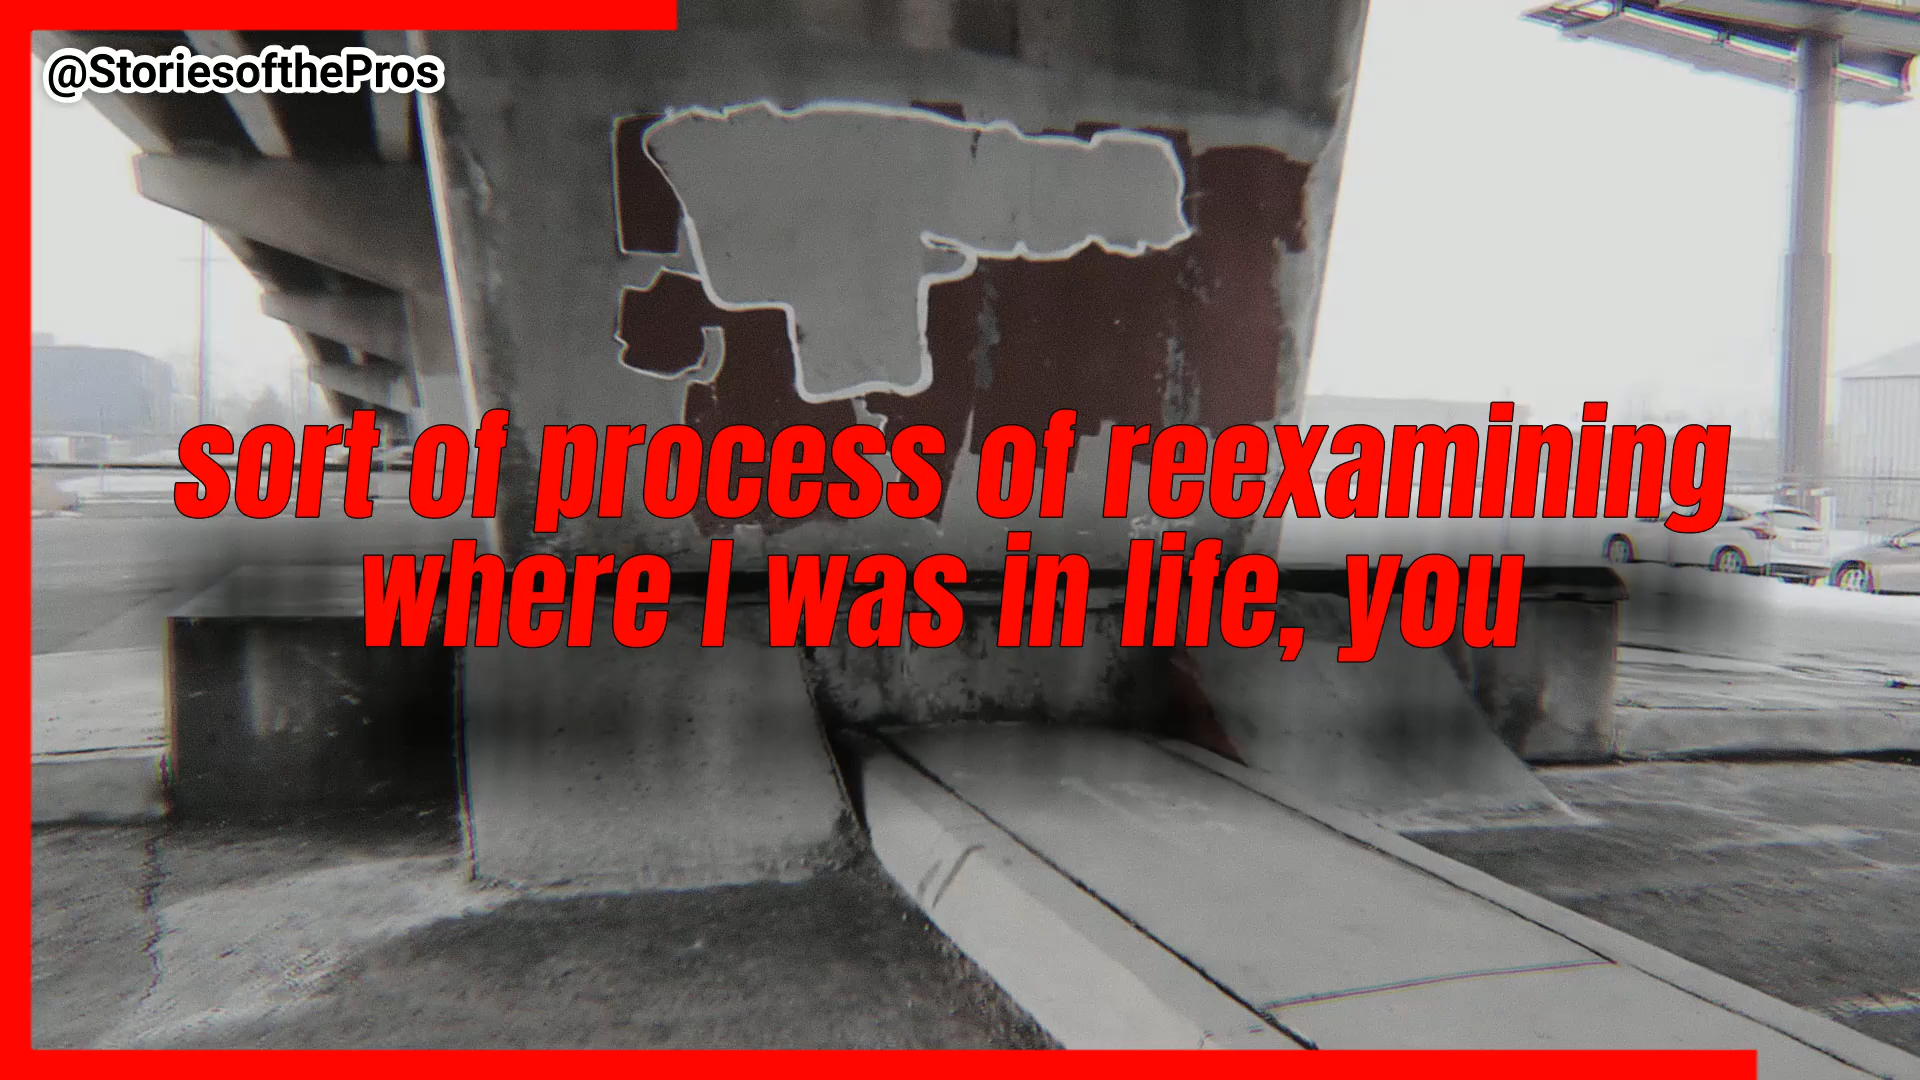 @StoriesofthePros
sort of process of reexamining
where I was in life, you